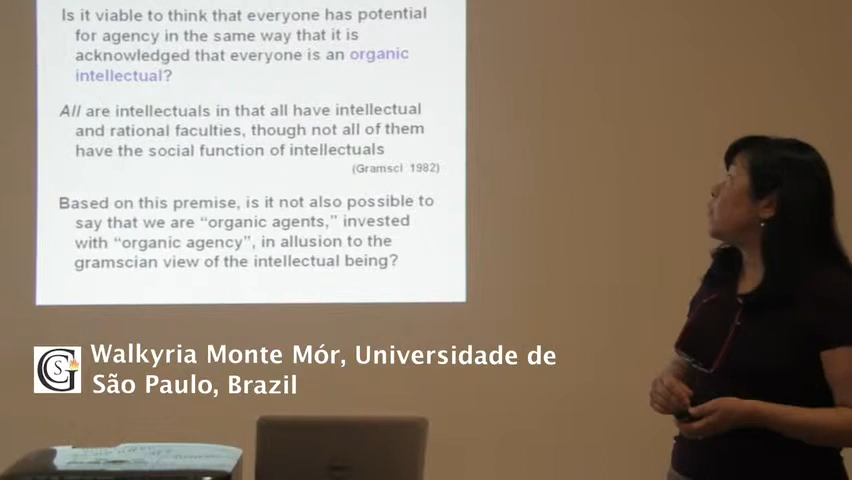 Is it viable to think that everyone has potential
for agency in the same way that it is
acknowledged that everyone is an organic
intellectual?
All are intellectuals in that all have intellectual
and rational faculties, though not all of them
have the social function of intellectuals
(Gramsci 1982)
Based on this premise, is it not also possible to
say that we are “organic agents,” invested
with “organic agency”, in allusion to the
gramscian view of the intellectual being?
Walkyria Monte Mór, Universidade de
São Paulo, Brazil